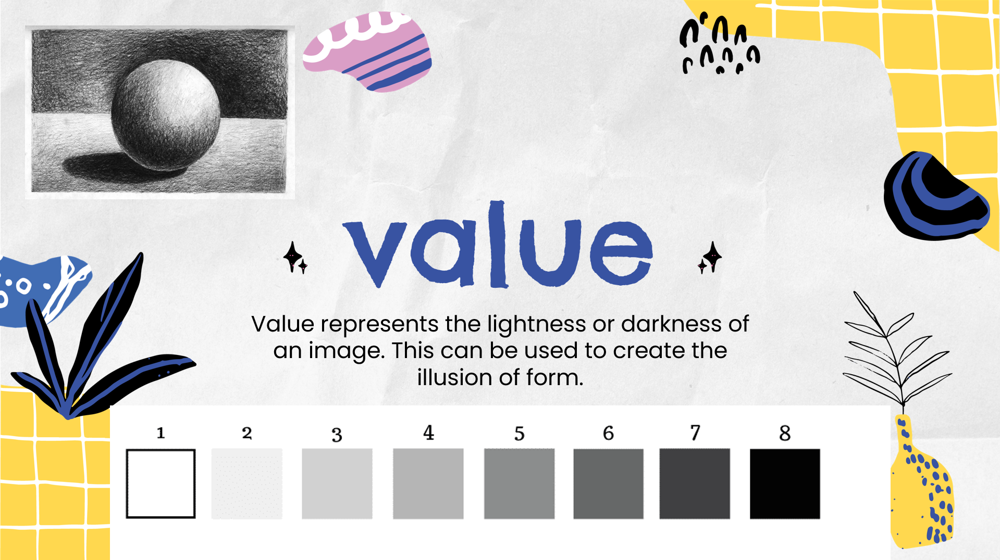 value
Value represents the lightness or darkness of
an image. This can be used to create the
illusion of form.
1 2 3 4 5 6 7 8